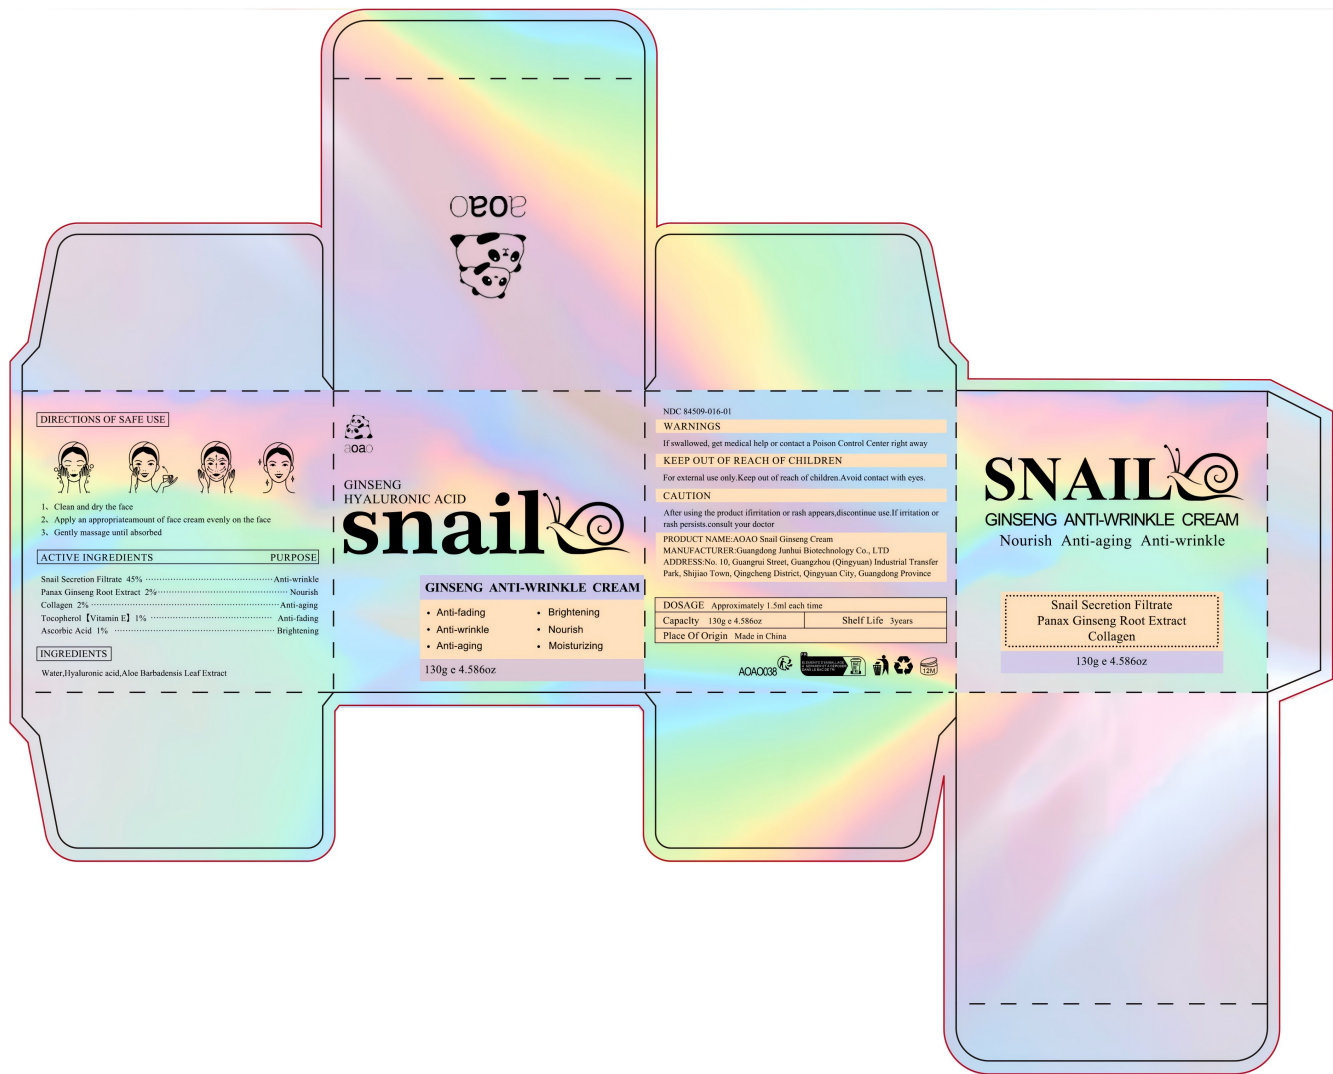 aoao
DIRECTIONS OF SAFE USE
1、 Clean and dry the face
2、 Apply an appropriateamount of face cream evenly on the face
3、 Gently massage until absorbed
ACTIVE INGREDIENTS PURPOSE
Snail Secretion Filtrate 45% Anti-wrinkle
Panax Ginseng Root Extract 2% Nourish
Collagen 2% Anti-aging
Tocopherol【Vitamin E】1% Anti-fading
Ascorbic Acid 1% Brightening
INGREDIENTS
Water,Hyaluronic acid,Aloe Barbadensis Leaf Extract
aoao
GINSENG
HYALURONIC ACID
snail
GINSENG ANTI-WRINKLE CREAM
• Anti-fading • Brightening
• Anti-wrinkle • Nourish
• Anti-aging • Moisturizing
130g e 4.586oz
NDC 84509-016-01
WARNINGS
If swallowed, get medical help or contact a Poison Control Center right away
KEEP OUT OF REACH OF CHILDREN
For external use only.Keep out of reach of children.Avoid contact with eyes.
CAUTION
After using the product ifirritation or rash appears,discontinue use.If irritation or
rash persists.consult your doctor
PRODUCT NAME:AOAO Snail Ginseng Cream
MANUFACTURER:Guangdong Junhui Biotechnology Co., LTD
ADDRESS:No. 10, Guangrui Street, Guangzhou (Qingyuan) Industrial Transfer
Park, Shijiao Town, Qingcheng District, Qingyuan City, Guangdong Province
DOSAGE Approximately 1.5ml each time
Capaclty 130g e 4.586oz Shelf Life 3years
Place Of Origin Made in China
AOAO038
12M
SNAIL
GINSENG ANTI-WRINKLE CREAM
Nourish Anti-aging Anti-wrinkle
Snail Secretion Filtrate
Panax Ginseng Root Extract
Collagen
130g e 4.586oz